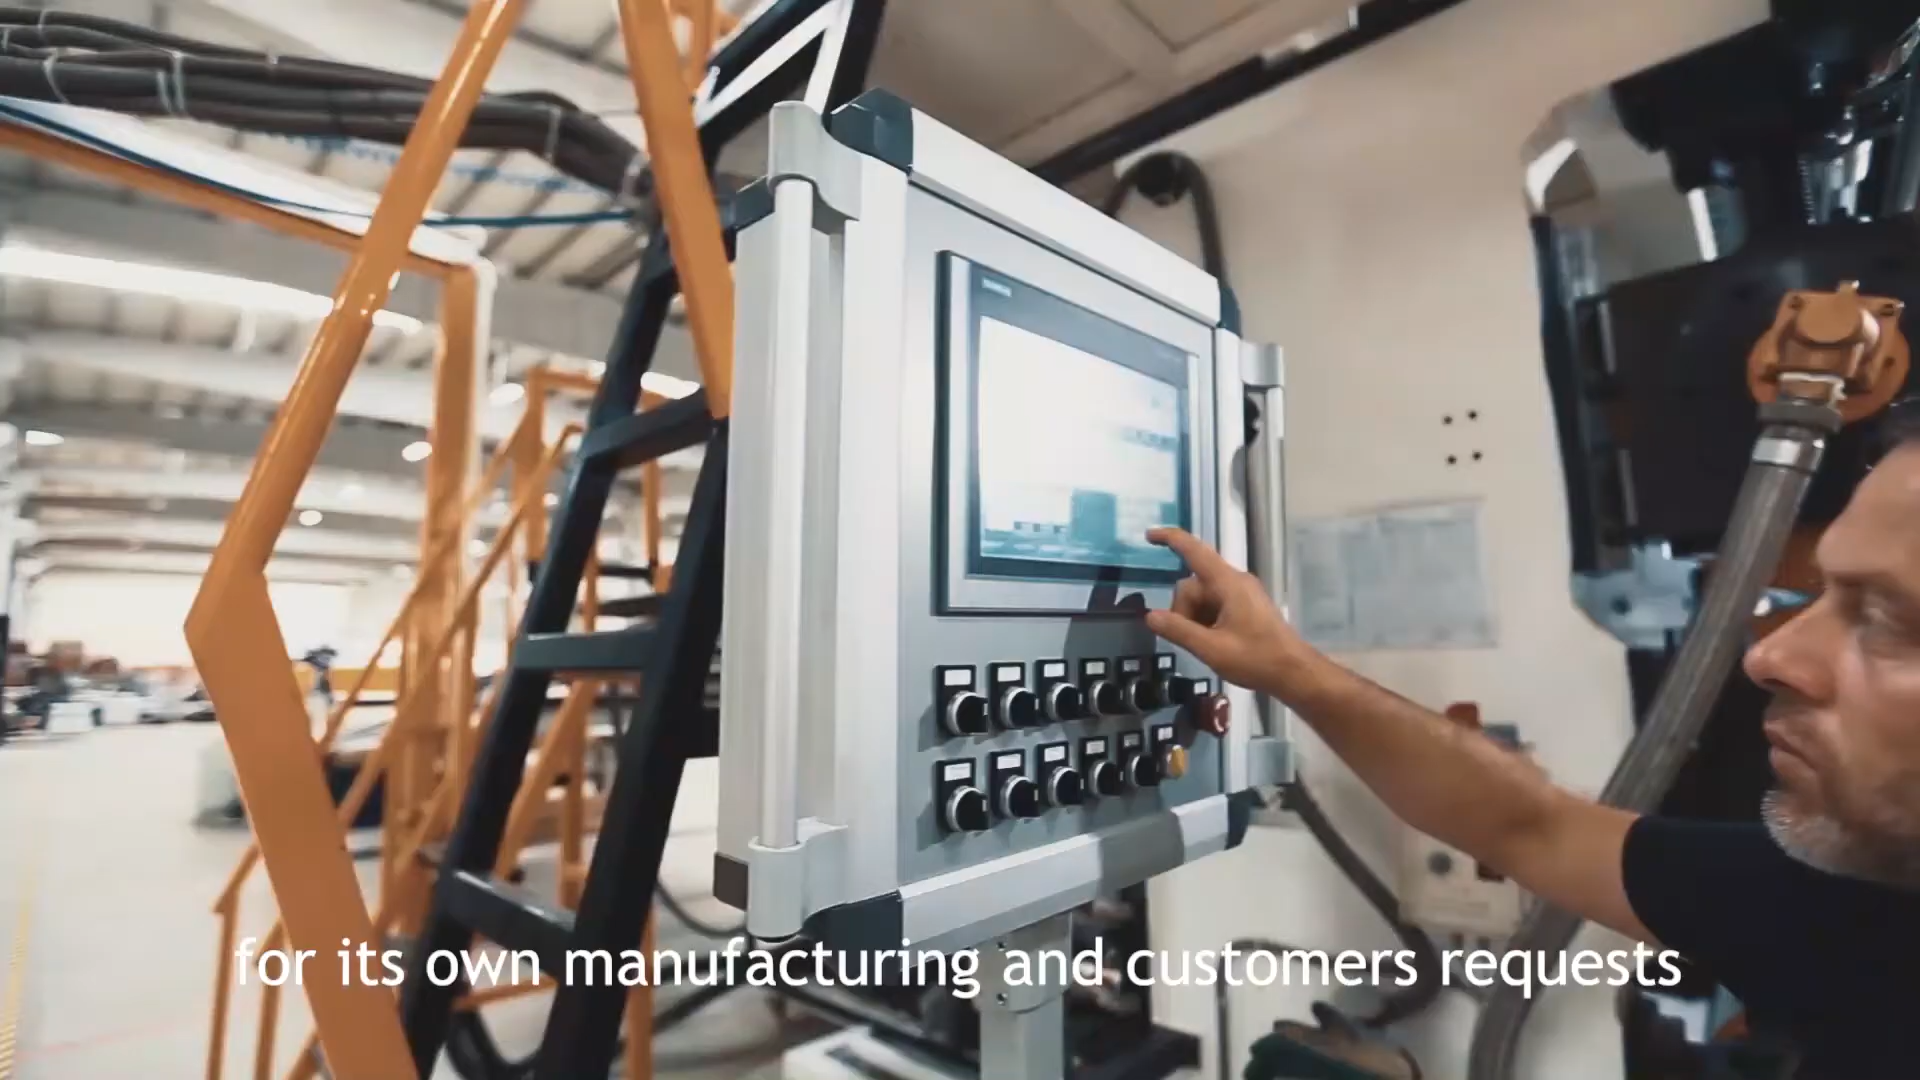 for its own manufacturing and customers requests